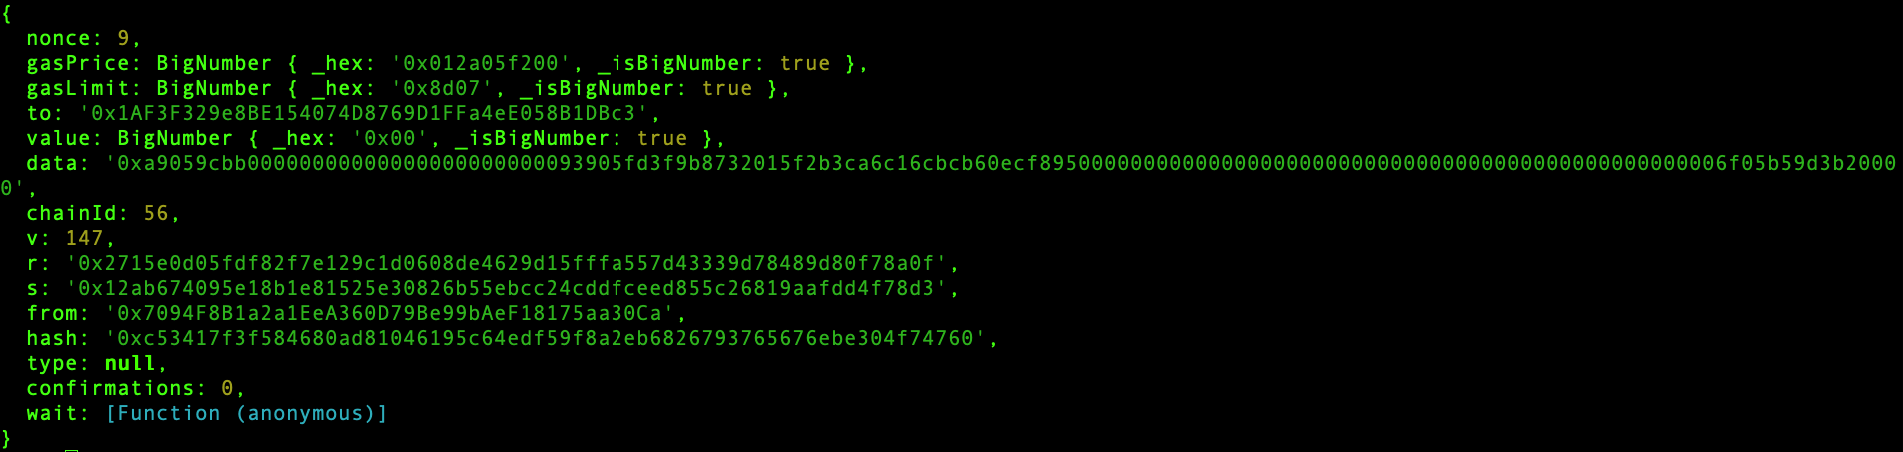 {
  nonce: 9,
  gasPrice: BigNumber { _hex: '0x012a05f200', _isBigNumber: true },
  gasLimit: BigNumber { _hex: '0x8d07', _isBigNumber: true },
  to: '0x1AF3F329e8BE154074D8769D1FFa4eE058B1DBc3',
  value: BigNumber { _hex: '0x00', _isBigNumber: true },
  data: '0xa9059cbb00000000000000000000000093905fd3f9b8732015f2b3ca6c16cbcb60ecf89500000000000000000000000000000000000000000000000006f05b59d3b2000
0',
  chainId: 56,
  v: 147,
  r: '0x2715e0d05fdf82f7e129c1d0608de4629d15fffa557d43339d78489d80f78a0f',
  s: '0x12ab674095e18b1e81525e30826b55ebcc24cddfceed855c26819aafdd4f78d3',
  from: '0x7094F8B1a2a1EeA360D79Be99bAeF18175aa30Ca',
  hash: '0xc53417f3f584680ad81046195c64edf59f8a2eb6826793765676ebe304f74760',
  type: null,
  confirmations: 0,
  wait: [Function (anonymous)]
}